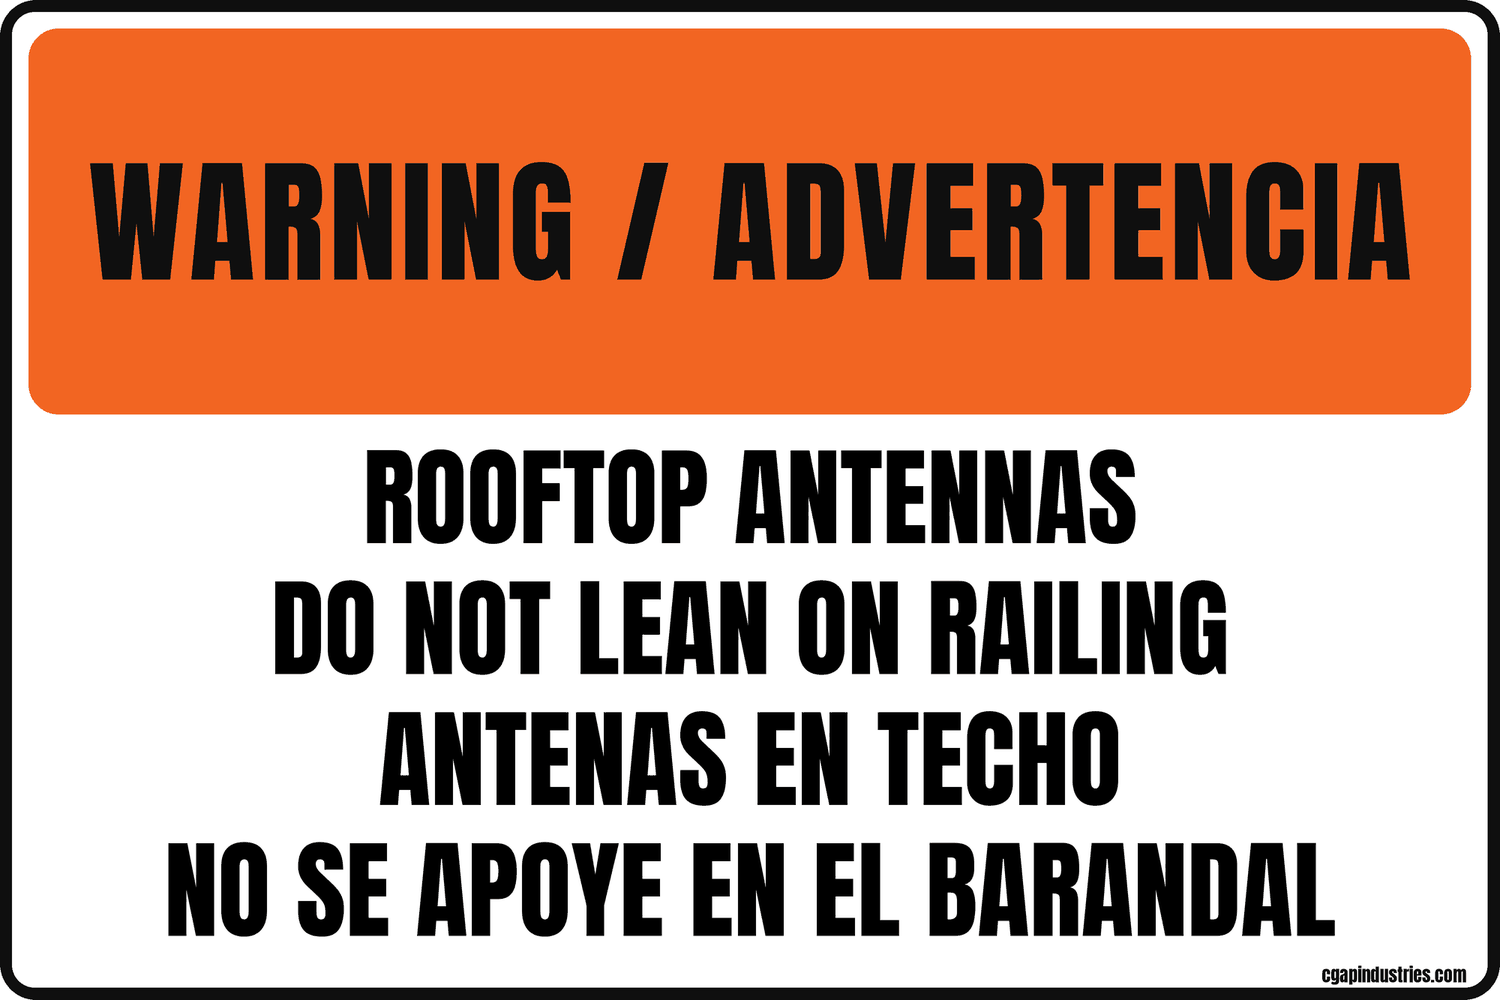 WARNING / ADVERTENCIA
ROOFTOP ANTENNAS
DO NOT LEAN ON RAILING
ANTENAS EN TECHO
NO SE APOYE EN EL BARANDAL
cgapindustries.com